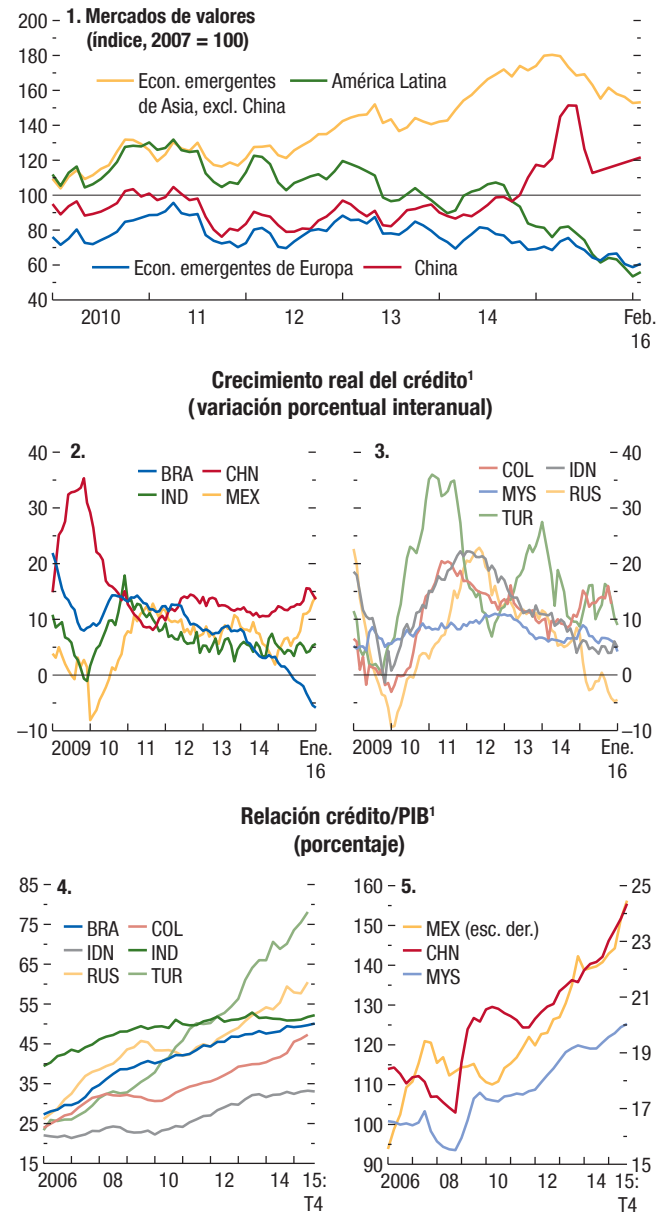 1. Mercados de valores
(índice, 2007 = 100)
200
180
160
140
120
100
80
60
40
Econ. emergentes
de Asia, excl. China
América Latina
Econ. emergentes de Europa
China
2010 11 12 13 14 Feb.
16
Crecimiento real del crédito¹
(variación porcentual interanual)
2.
40
30
20
10
0
–10
BRA CHN
IND MEX
2009 10 11 12 13 14 Ene.
16
3.
40
30
20
10
0
–10
COL IDN
MYS RUS
TUR
2009 10 11 12 13 14 Ene.
16
Relación crédito/PIB¹
(porcentaje)
4.
85
75
65
55
45
35
25
15
BRA COL
IDN IND
RUS TUR
2006 08 10 12 14 15:
T4
5.
160
150
140
130
120
110
100
90
MEX (esc. der.)
CHN
MYS
25
23
21
19
17
15
2006 08 10 12 14 15:
T4